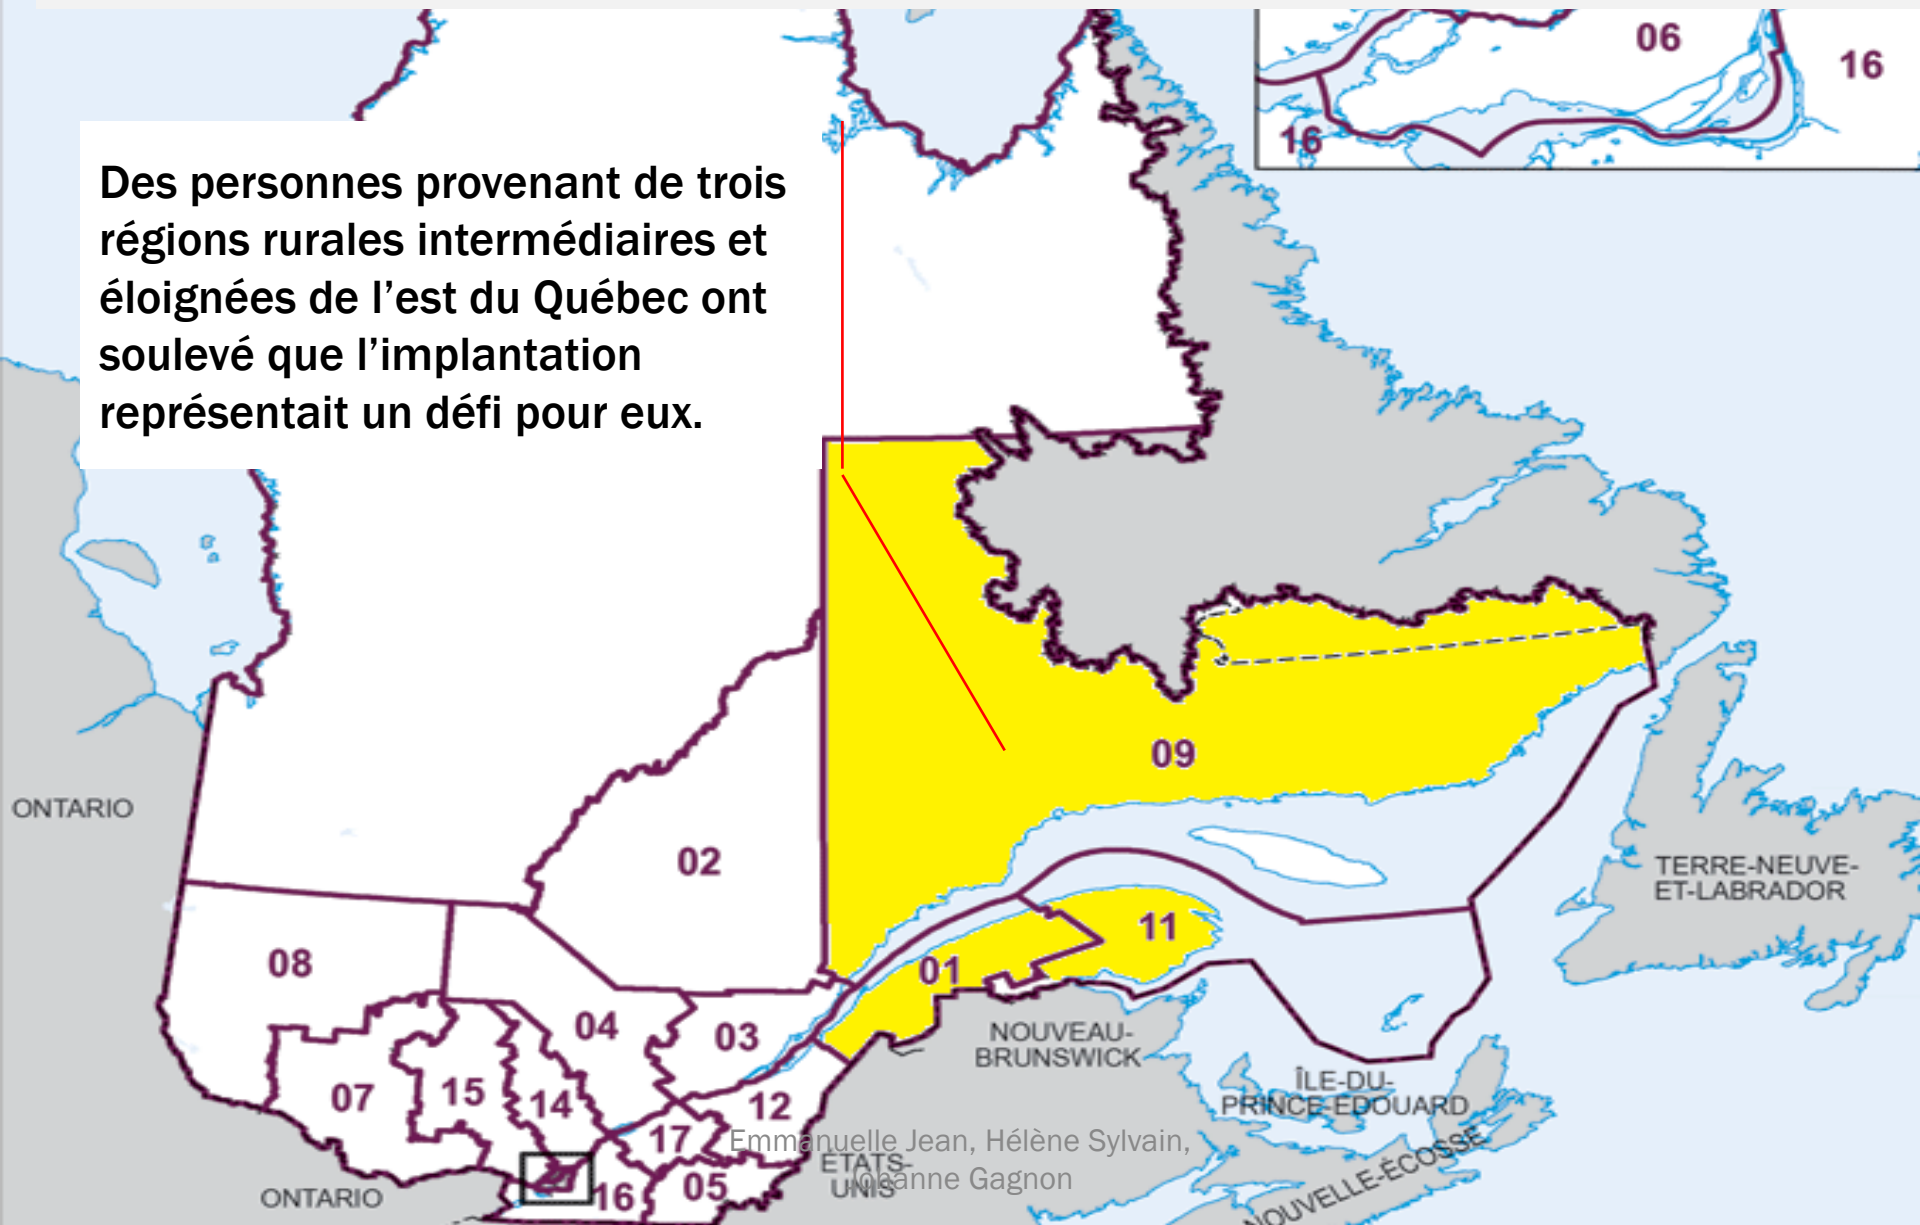 06
16
16
Des personnes provenant de trois
régions rurales intermédiaires et
éloignées de l’est du Québec ont
soulevé que l’implantation
représentait un défi pour eux.
09
ONTARIO
02
TERRE-NEUVE-
ET-LABRADOR
11
08
01
04
03
NOUVEAU-
BRUNSWICK
07
15
14
12
ÎLE-DU-
PRINCE-EDOUARD
17
Emmanuelle Jean, Hélène Sylvain,
Johanne Gagnon
ÉTATS-
UNIS
NOUVELLE-ÉCOSSE
ONTARIO
16
05